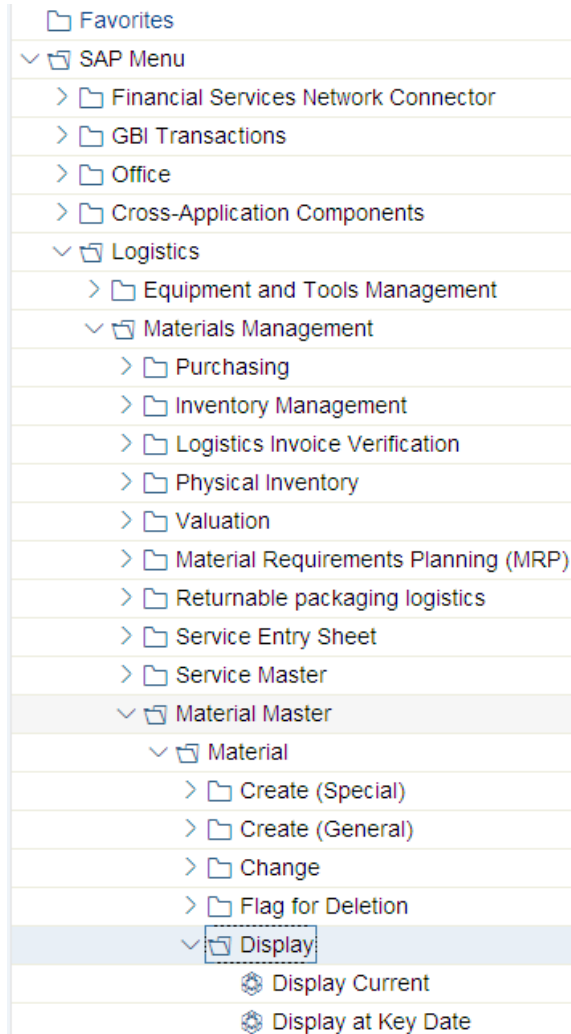 Favorites
SAP Menu
Financial Services Network Connector
GBI Transactions
Office
Cross-Application Components
Logistics
Equipment and Tools Management
Materials Management
Purchasing
Inventory Management
Logistics Invoice Verification
Physical Inventory
Valuation
Material Requirements Planning (MRP)
Returnable packaging logistics
Service Entry Sheet
Service Master
Material Master
Material
Create (Special)
Create (General)
Change
Flag for Deletion
Display
Display Current
Display at Key Date